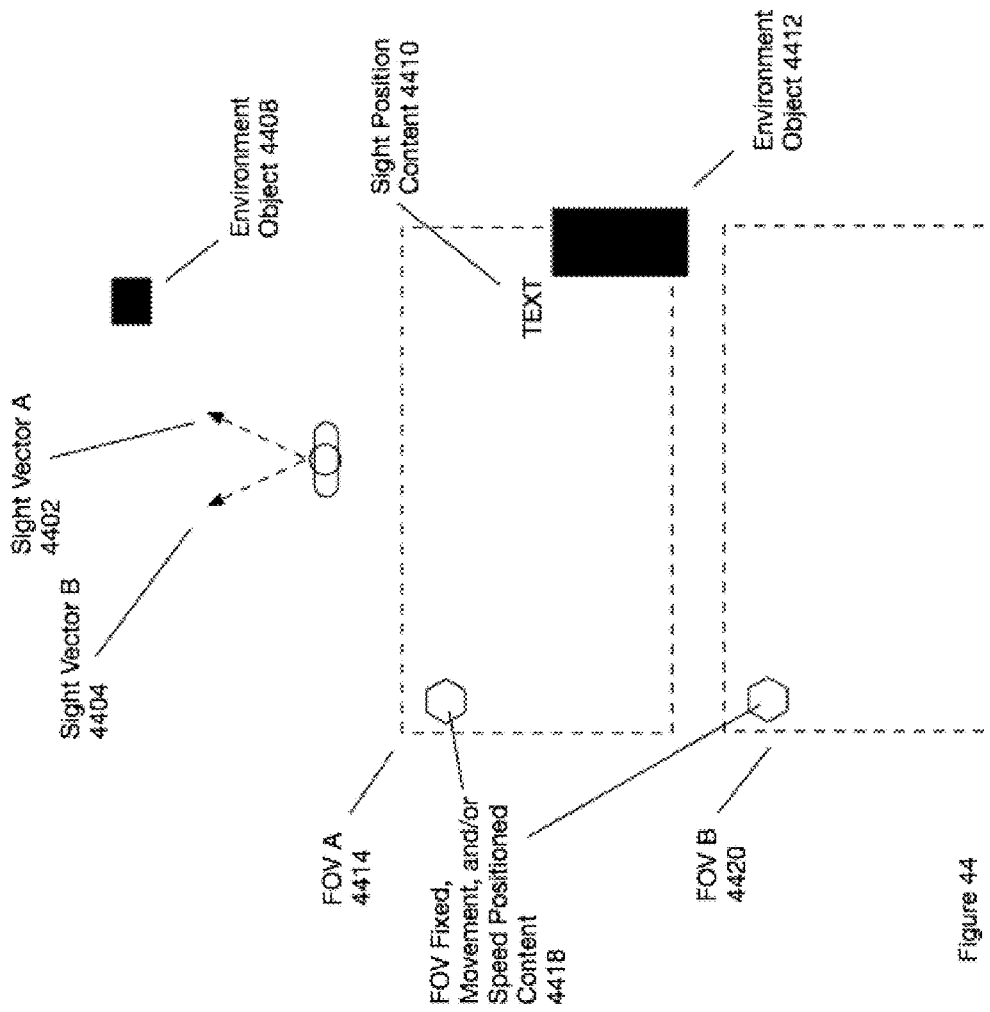 Sight Vector A
4402
Sight Vector B
4404
Environment
Object 4408
FOV A
4414
Sight Position
Content 4410
TEXT
FOV Fixed,
Movement, and/or
Speed Positioned
Content
4418
Environment
Object 4412
FOV B
4420
Figure 44